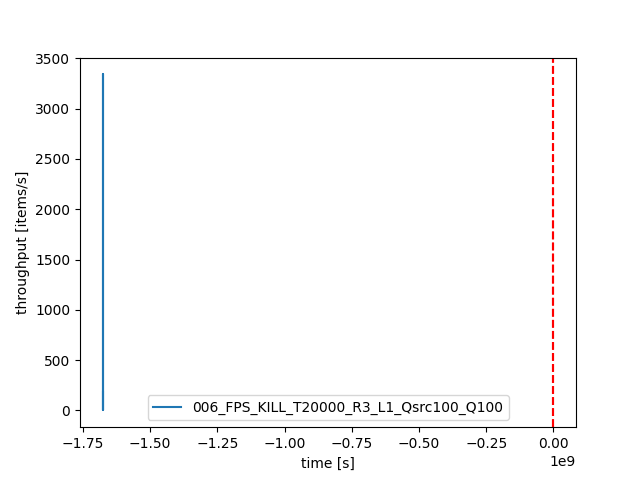 3500
3000
2500
2000
1500
1000
500
0
throughput [items/s]
006_FPS_KILL_T20000_R3_L1_Qsrc100_Q100
−1.75 −1.50 −1.25 −1.00 −0.75 −0.50 −0.25 0.00
1e9
time [s]